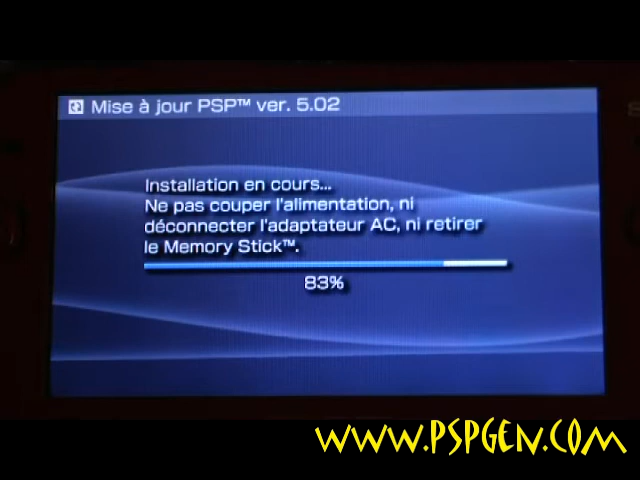 Mise à jour PSP™ ver. 5.02
Installation en cours...
Ne pas couper l'alimentation, ni
déconnecter l'adaptateur AC, ni retirer
le Memory Stick™.
83%
WWW.PSPGEN.COM